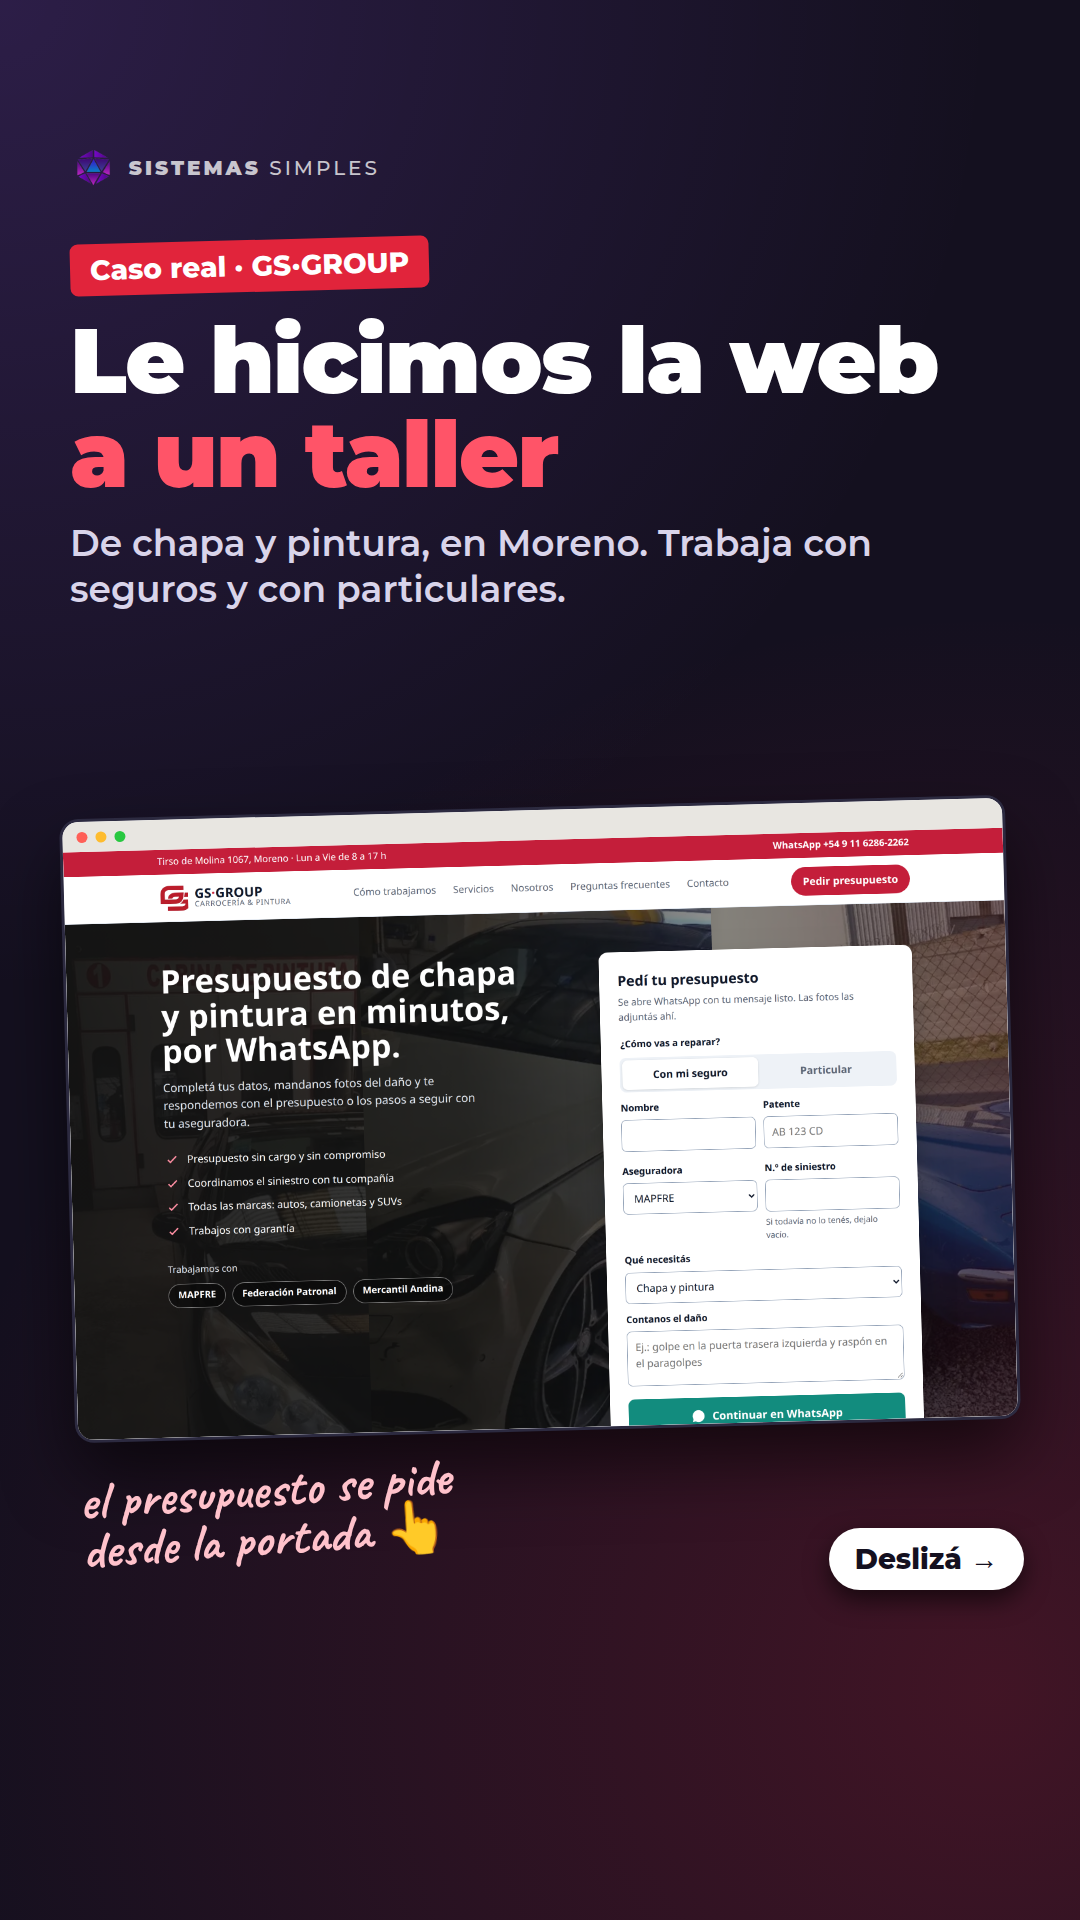 SISTEMAS SIMPLES
Caso real · GS·GROUP
Le hicimos la web
a un taller
De chapa y pintura, en Moreno. Trabaja con
seguros y con particulares.
Tirso de Molina 1067, Moreno · Lun a Vie de 8 a 17 h
WhatsApp +54 9 11 6286-2262
GS·GROUP
CARROCERÍA & PINTURA
Cómo trabajamos Servicios Nosotros Preguntas frecuentes Contacto
Pedir presupuesto
CABINA DE PINTURA
Presupuesto de chapa
y pintura en minutos,
por WhatsApp.
Completá tus datos, mandanos fotos del daño y te
respondemos con el presupuesto o los pasos a seguir con
tu aseguradora.
Presupuesto sin cargo y sin compromiso
Coordinamos el siniestro con tu compañía
Todas las marcas: autos, camionetas y SUVs
Trabajos con garantía
Trabajamos con
MAPFRE Federación Patronal Mercantil Andina
Pedí tu presupuesto
Se abre WhatsApp con tu mensaje listo. Las fotos las
adjuntás ahí.
¿Cómo vas a reparar?
Con mi seguro Particular
Nombre Patente
AB 123 CD
Aseguradora N.º de siniestro
MAPFRE
Si todavía no lo tenés, dejalo
vacío.
Qué necesitás
Chapa y pintura
Contanos el daño
Ej.: golpe en la puerta trasera izquierda y raspón en
el paragolpes
Continuar en WhatsApp
el presupuesto se pide
desde la portada 👆
Deslizá →